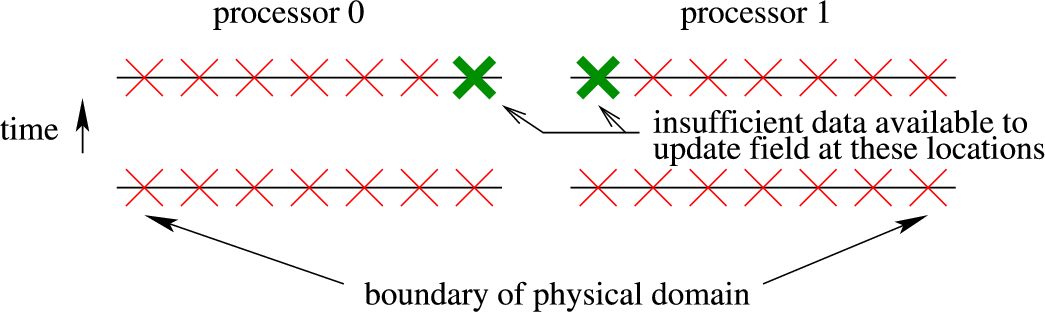 processor 0
processor 1
time
insufficient data available to
update field at these locations
boundary of physical domain